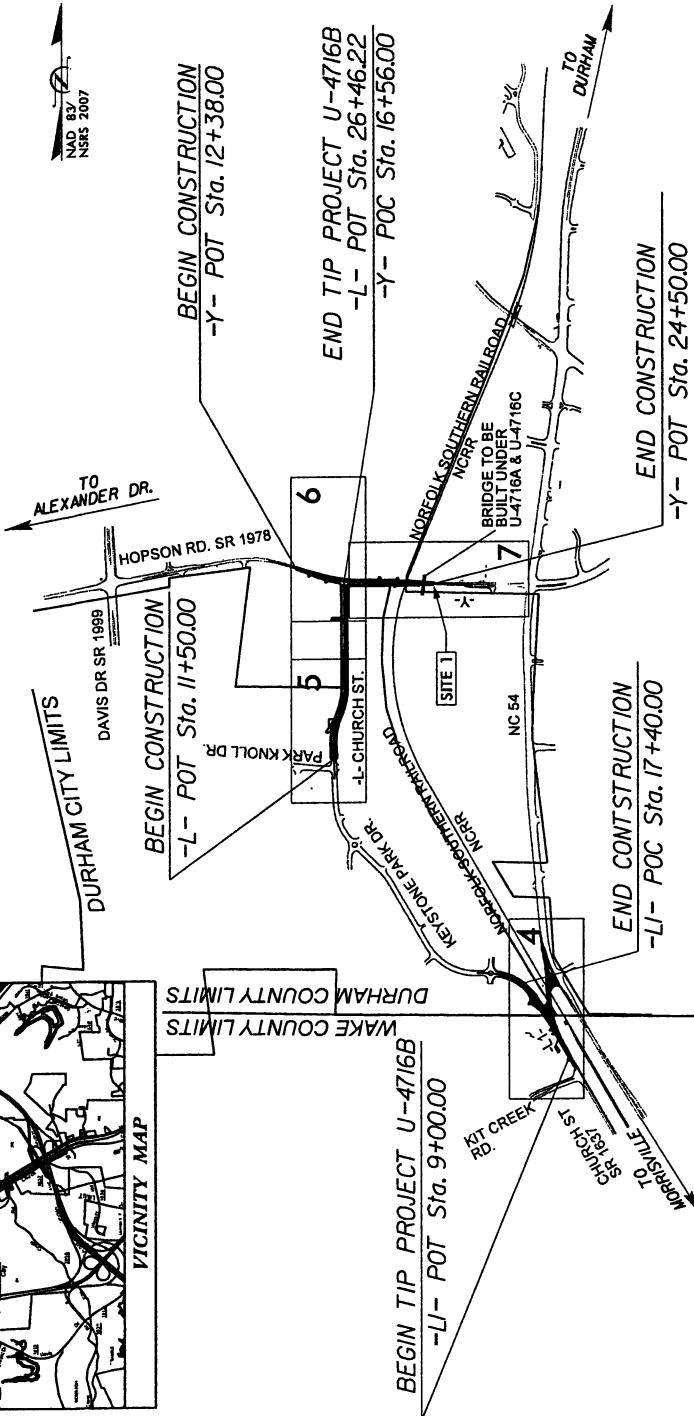 NAD 83/
NSRS 2007
BEGIN CONSTRUCTION
-Y- POT Sta. 12+38.00
END TIP PROJECT U-4716B
-L- POT Sta. 26+46.22
-Y- POC Sta. 16+56.00
TO
DURHAM
TO
ALEXANDER DR.
HOPSON RD. SR 1978
DAVIS DR SR 1999
6
5
7
NORFOLK SOUTHERN RAILROAD
NCRR
BRIDGE TO BE
BUILT UNDER
U-4716A & U-4716C
-Y-
SITE 1
END CONSTRUCTION
-Y- POT Sta. 24+50.00
BEGIN CONSTRUCTION
-L- POT Sta. 11+50.00
PARK KNOLL DR.
-L- CHURCH ST.
DURHAM CITY LIMITS
NC 54
KEYSTONE PARK DR.
NORFOLK SOUTHERN RAILROAD
NCRR
4
END CONTSTRUCTION
-L1- POC Sta. 17+40.00
DURHAM COUNTY LIMITS
WAKE COUNTY LIMITS
-L1-
KIT CREEK
RD.
CHURCH ST
SR 1637
TO
MORRISVILLE
BEGIN TIP PROJECT U-4716B
-L1- POT Sta. 9+00.00
VICINITY MAP